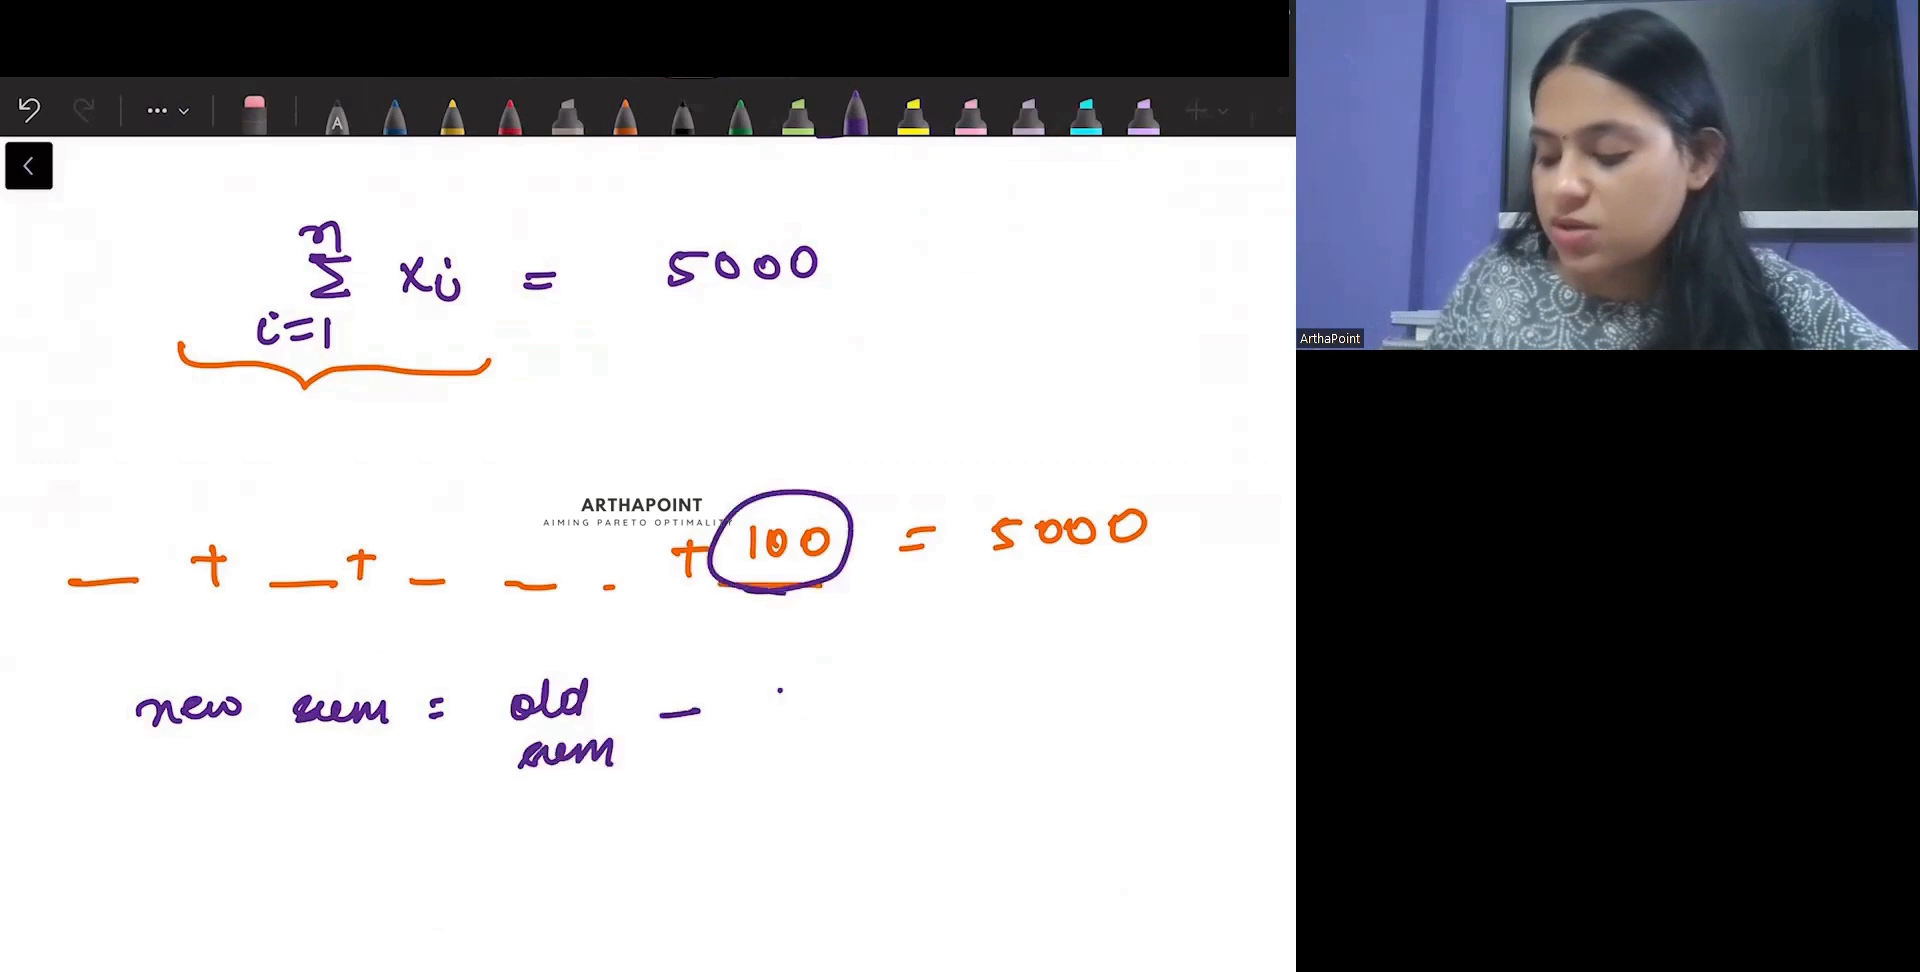 n
Σ xi = 5000
i=1
ARTHAPOINT
AIMING PARETO OPTIMALITY
_ + _ + _ _ . + 100 = 5000
new sum = old
sum –
ArthaPoint
A